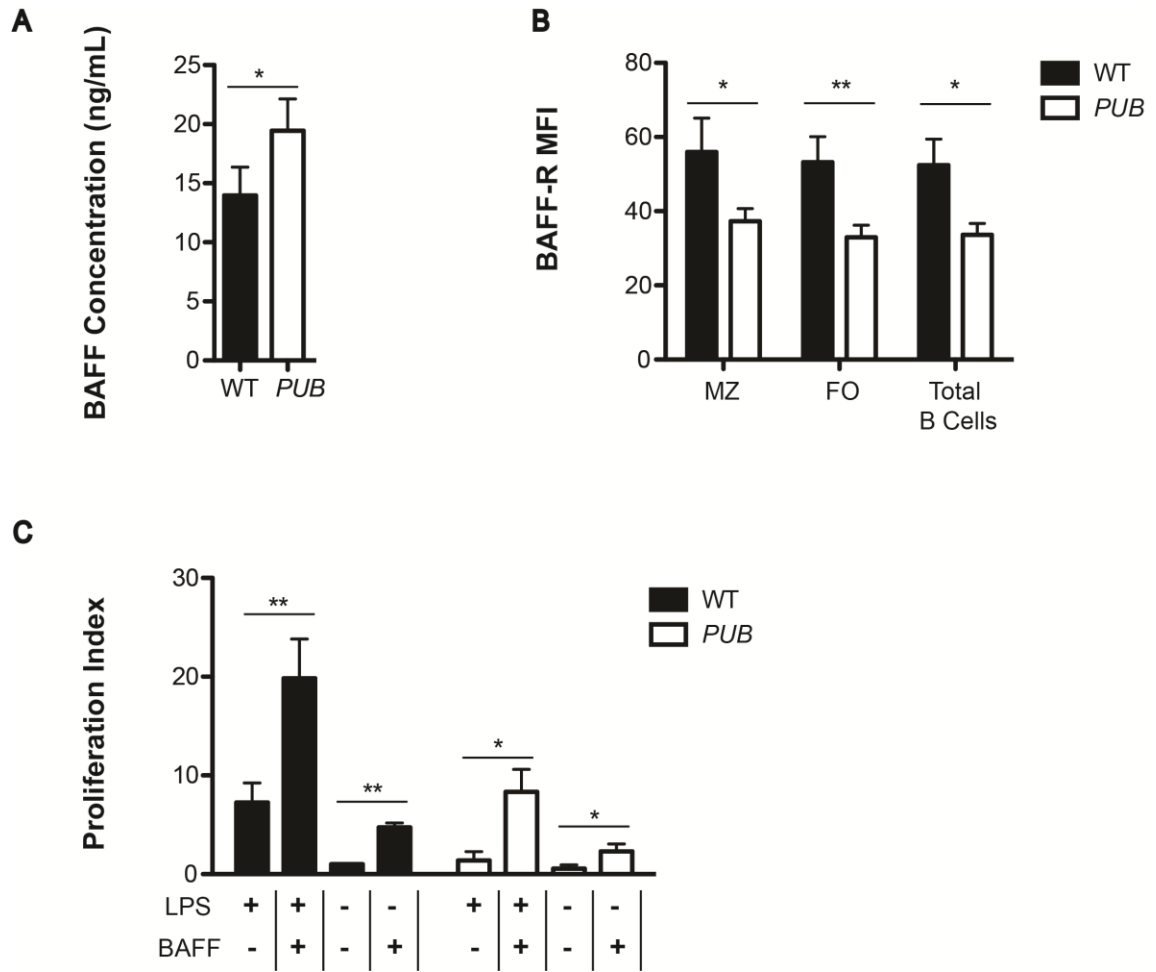 A
BAFF Concentration (ng/mL)
25
20
15
10
5
0
*
WT PUB
B
BAFF-R MFI
80
60
40
20
0
* ** *
MZ FO Total
B Cells
WT
PUB
C
Proliferation Index
30
20
10
0
** ** * *
WT
PUB
LPS + + - - + + - -
BAFF - + - + - + - +